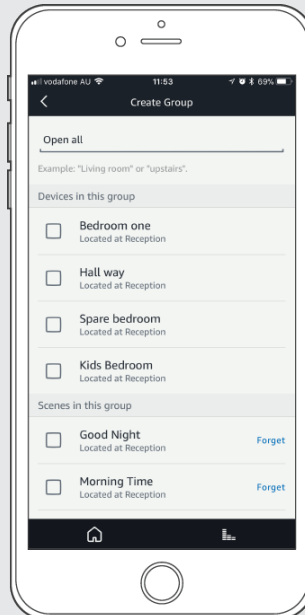 vodafone AU 11:53 69%
Create Group
Open all
Example: "Living room" or "upstairs".
Devices in this group
Bedroom one
Located at Reception
Hall way
Located at Reception
Spare bedroom
Located at Reception
Kids Bedroom
Located at Reception
Scenes in this group
Good Night
Located at Reception
Forget
Morning Time
Located at Reception
Forget